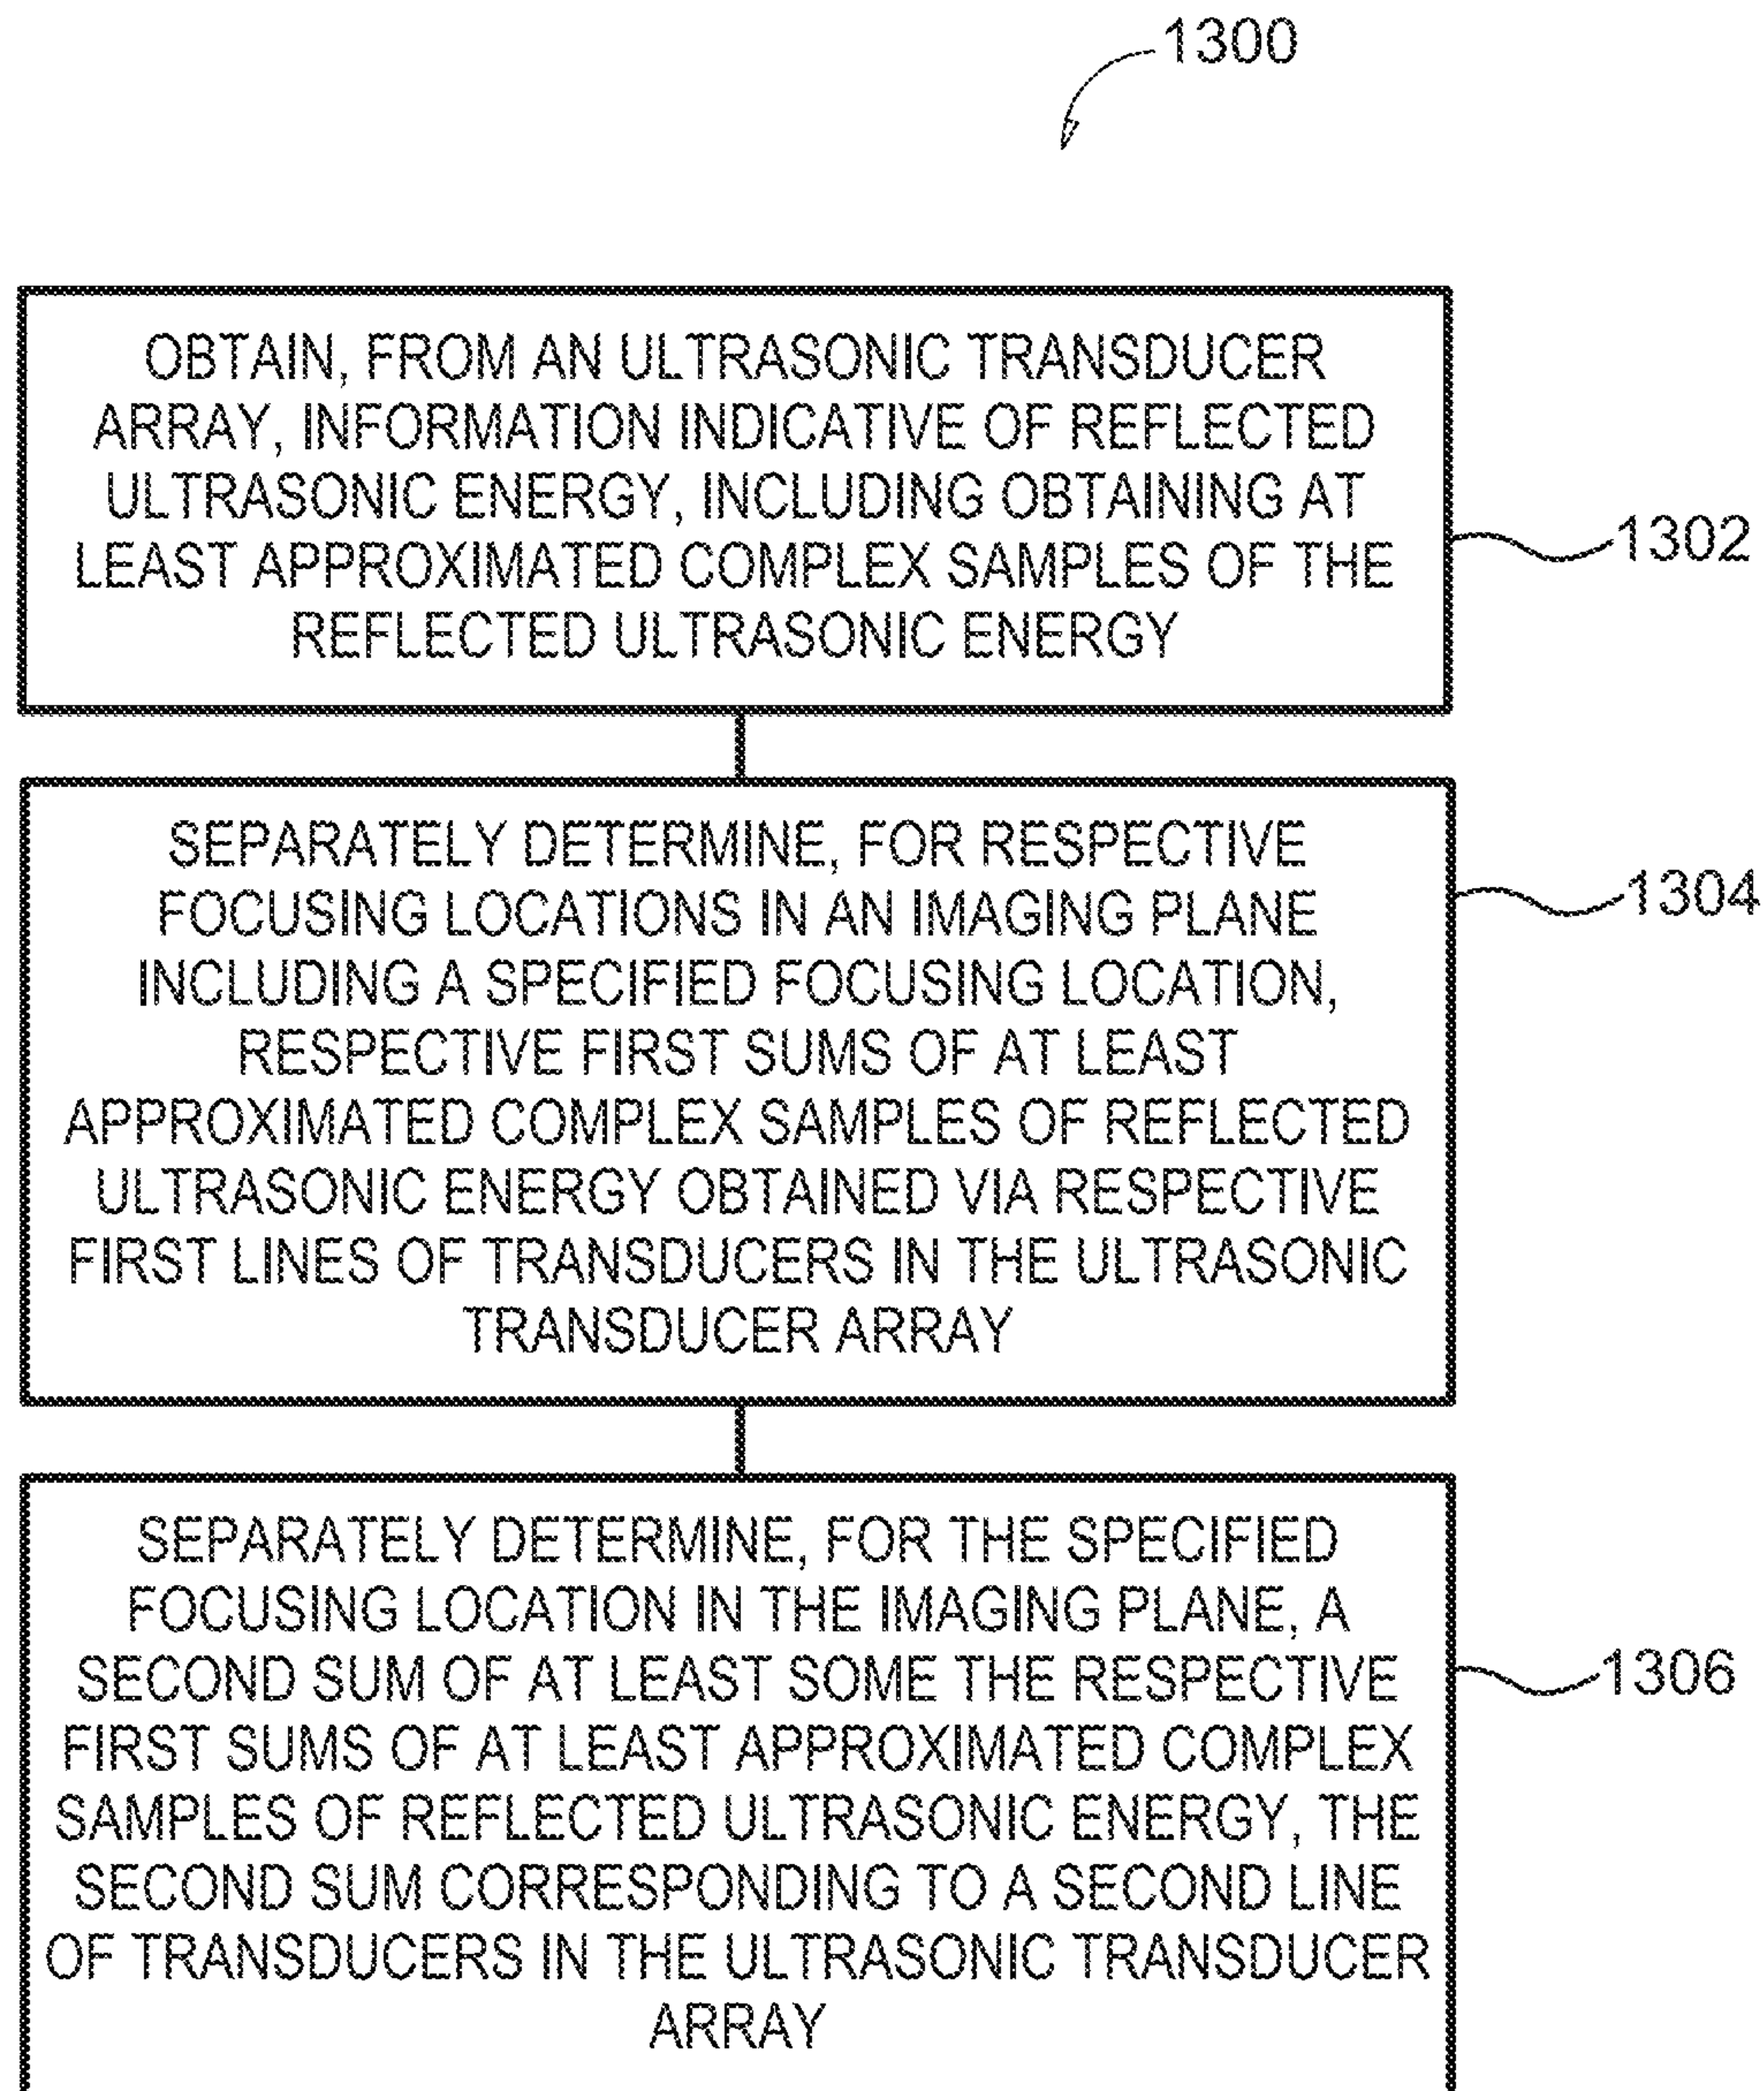 1300
OBTAIN, FROM AN ULTRASONIC TRANSDUCER
ARRAY, INFORMATION INDICATIVE OF REFLECTED
ULTRASONIC ENERGY, INCLUDING OBTAINING AT
LEAST APPROXIMATED COMPLEX SAMPLES OF THE
REFLECTED ULTRASONIC ENERGY
1302
SEPARATELY DETERMINE, FOR RESPECTIVE
FOCUSING LOCATIONS IN AN IMAGING PLANE
INCLUDING A SPECIFIED FOCUSING LOCATION,
RESPECTIVE FIRST SUMS OF AT LEAST
APPROXIMATED COMPLEX SAMPLES OF REFLECTED
ULTRASONIC ENERGY OBTAINED VIA RESPECTIVE
FIRST LINES OF TRANSDUCERS IN THE ULTRASONIC
TRANSDUCER ARRAY
1304
SEPARATELY DETERMINE, FOR THE SPECIFIED
FOCUSING LOCATION IN THE IMAGING PLANE, A
SECOND SUM OF AT LEAST SOME THE RESPECTIVE
FIRST SUMS OF AT LEAST APPROXIMATED COMPLEX
SAMPLES OF REFLECTED ULTRASONIC ENERGY, THE
SECOND SUM CORRESPONDING TO A SECOND LINE
OF TRANSDUCERS IN THE ULTRASONIC TRANSDUCER
ARRAY
1306